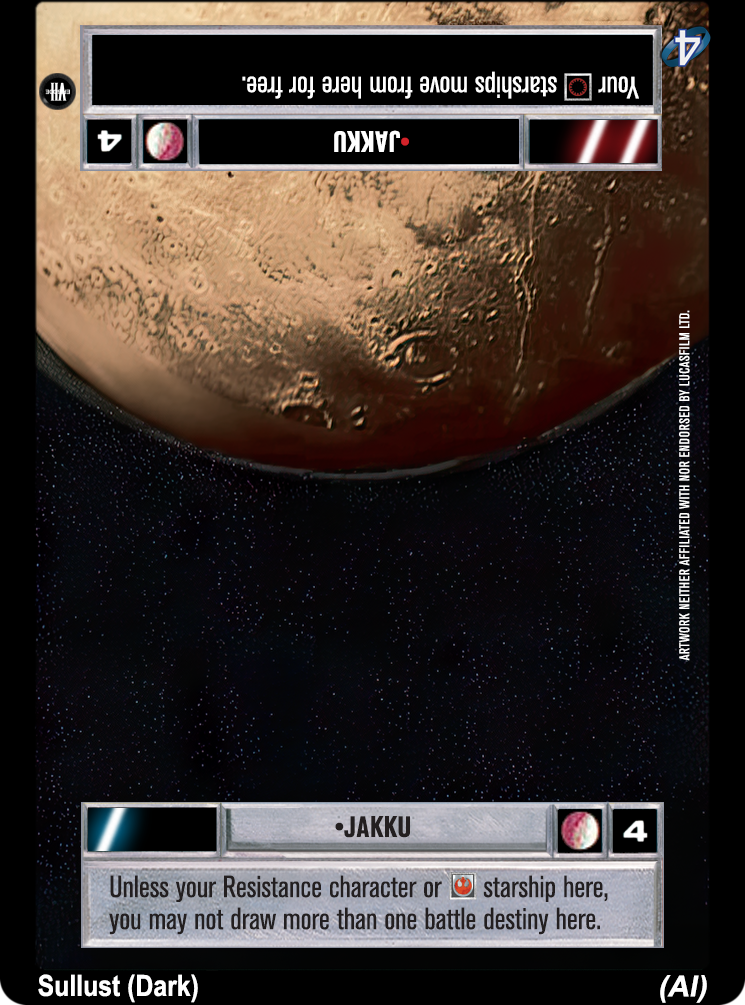 4
EPISODE
VII
Your starships move from here for free.
4
•JAKKU
ARTWORK NEITHER AFFILIATED WITH NOR ENDORSED BY LUCASFILM LTD.
•JAKKU
4
Unless your Resistance character or starship here,
you may not draw more than one battle destiny here.
Sullust (Dark)
(AI)